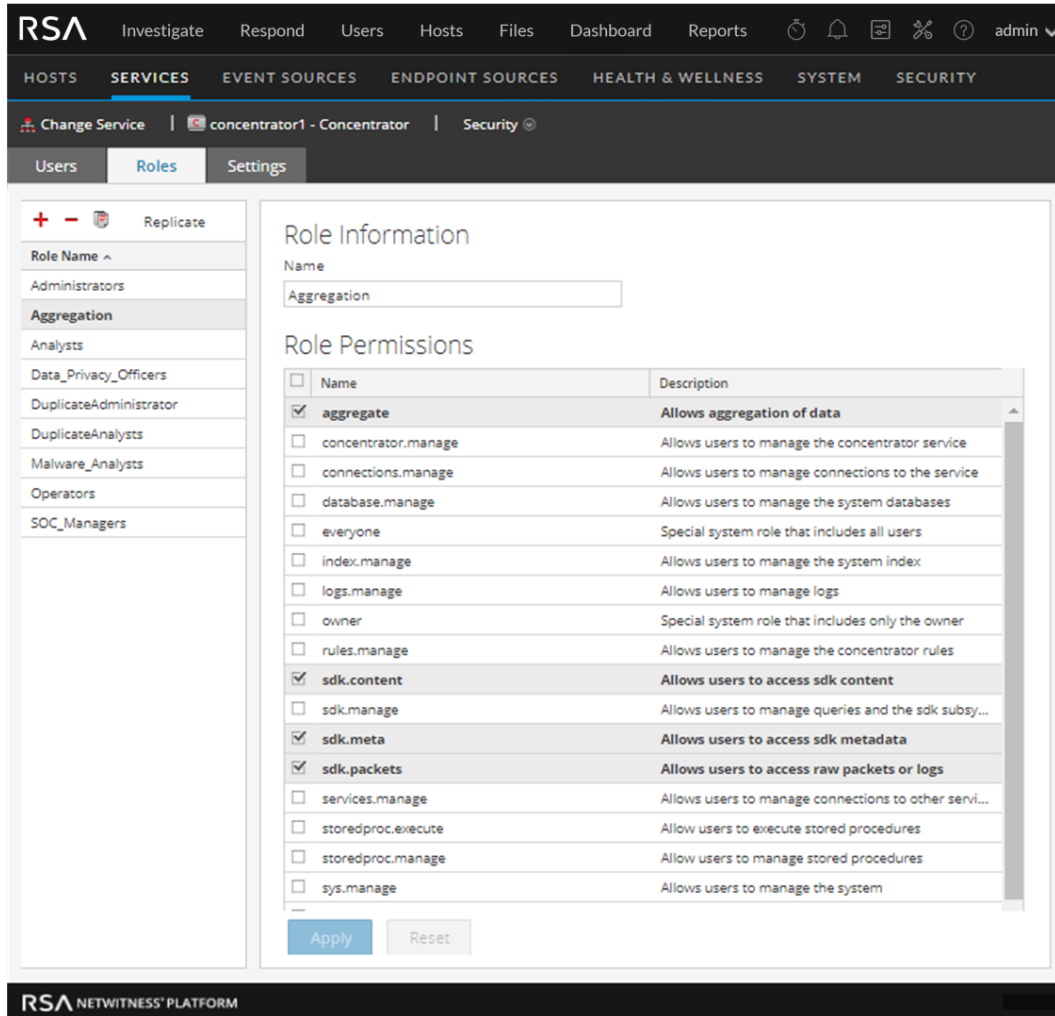 RSA Investigate Respond Users Hosts Files Dashboard Reports admin
HOSTS SERVICES EVENT SOURCES ENDPOINT SOURCES HEALTH & WELLNESS SYSTEM SECURITY
Change Service | concentrator1 - Concentrator | Security
Users Roles Settings
Replicate
Role Name
Administrators
Aggregation
Analysts
Data_Privacy_Officers
DuplicateAdministrator
DuplicateAnalysts
Malware_Analysts
Operators
SOC_Managers
Role Information
Name
Aggregation
Role Permissions
Name Description
aggregate Allows aggregation of data
concentrator.manage Allows users to manage the concentrator service
connections.manage Allows users to manage connections to the service
database.manage Allows users to manage the system databases
everyone Special system role that includes all users
index.manage Allows users to manage the system index
logs.manage Allows users to manage logs
owner Special system role that includes only the owner
rules.manage Allows users to manage the concentrator rules
sdk.content Allows users to access sdk content
sdk.manage Allows users to manage queries and the sdk subsy...
sdk.meta Allows users to access sdk metadata
sdk.packets Allows users to access raw packets or logs
services.manage Allows users to manage connections to other servi...
storedproc.execute Allow users to execute stored procedures
storedproc.manage Allow users to manage stored procedures
sys.manage Allows users to manage the system
Apply Reset
RSA NETWITNESS® PLATFORM